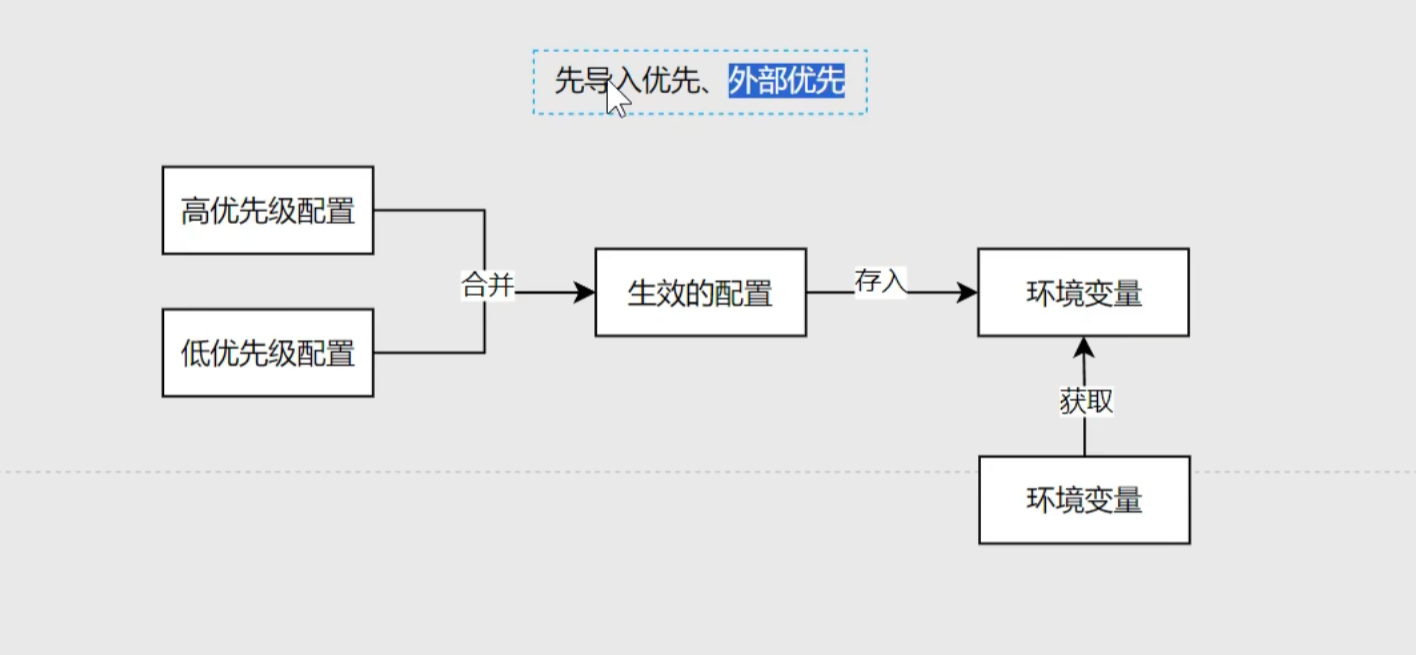 先导入优先、外部优先
高优先级配置
低优先级配置
合并
生效的配置
存入
环境变量
获取
环境变量